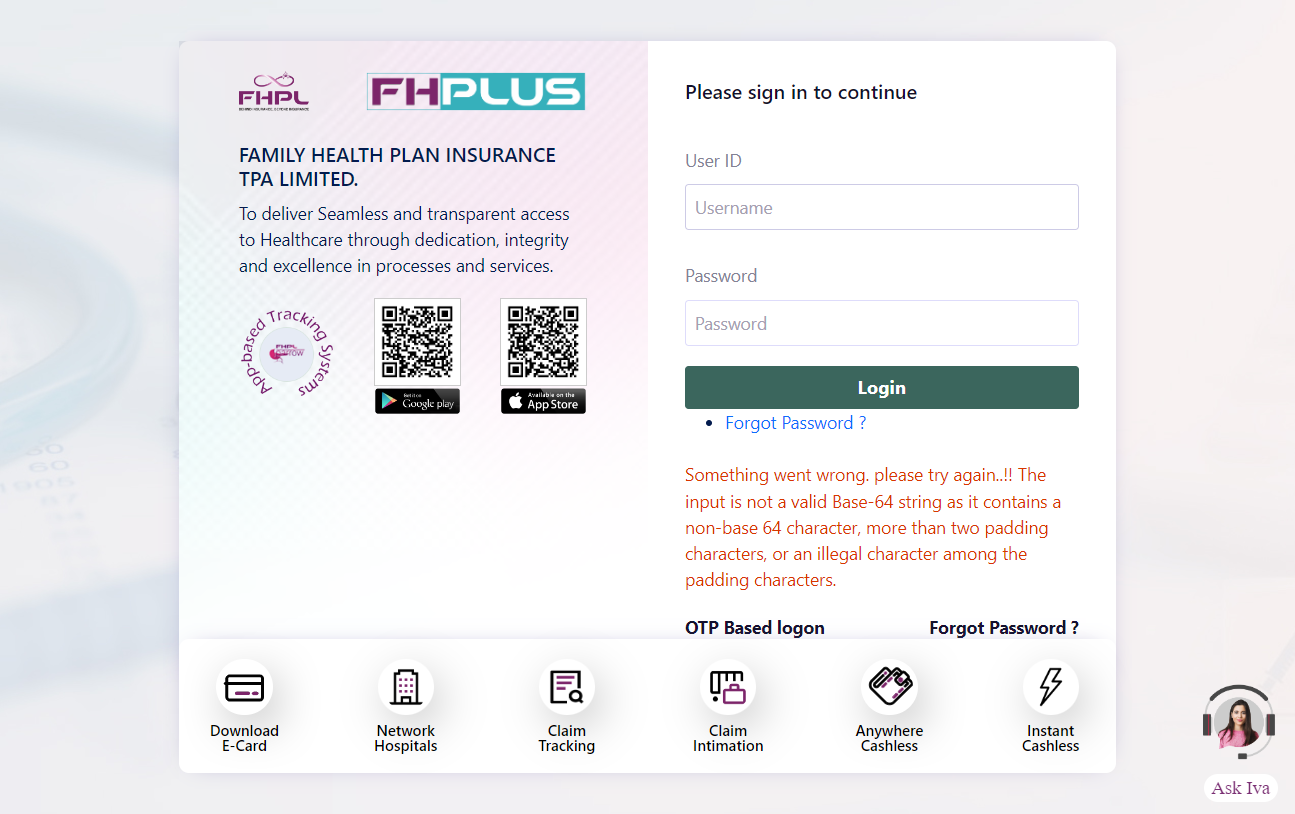 FHPL
FHPLUS
FAMILY HEALTH PLAN INSURANCE
TPA LIMITED.
To deliver Seamless and transparent access
to Healthcare through dedication, integrity
and excellence in processes and services.
App-based Tracking Systems
FHPL
Get it on
Google play
Available on the
App Store
Please sign in to continue
User ID
Username
Password
Password
Login
Forgot Password ?
Something went wrong. please try again..!! The
input is not a valid Base-64 string as it contains a
non-base 64 character, more than two padding
characters, or an illegal character among the
padding characters.
OTP Based logon
Forgot Password ?
Download
E-Card
Network
Hospitals
Claim
Tracking
Claim
Intimation
Anywhere
Cashless
Instant
Cashless
Ask Iva